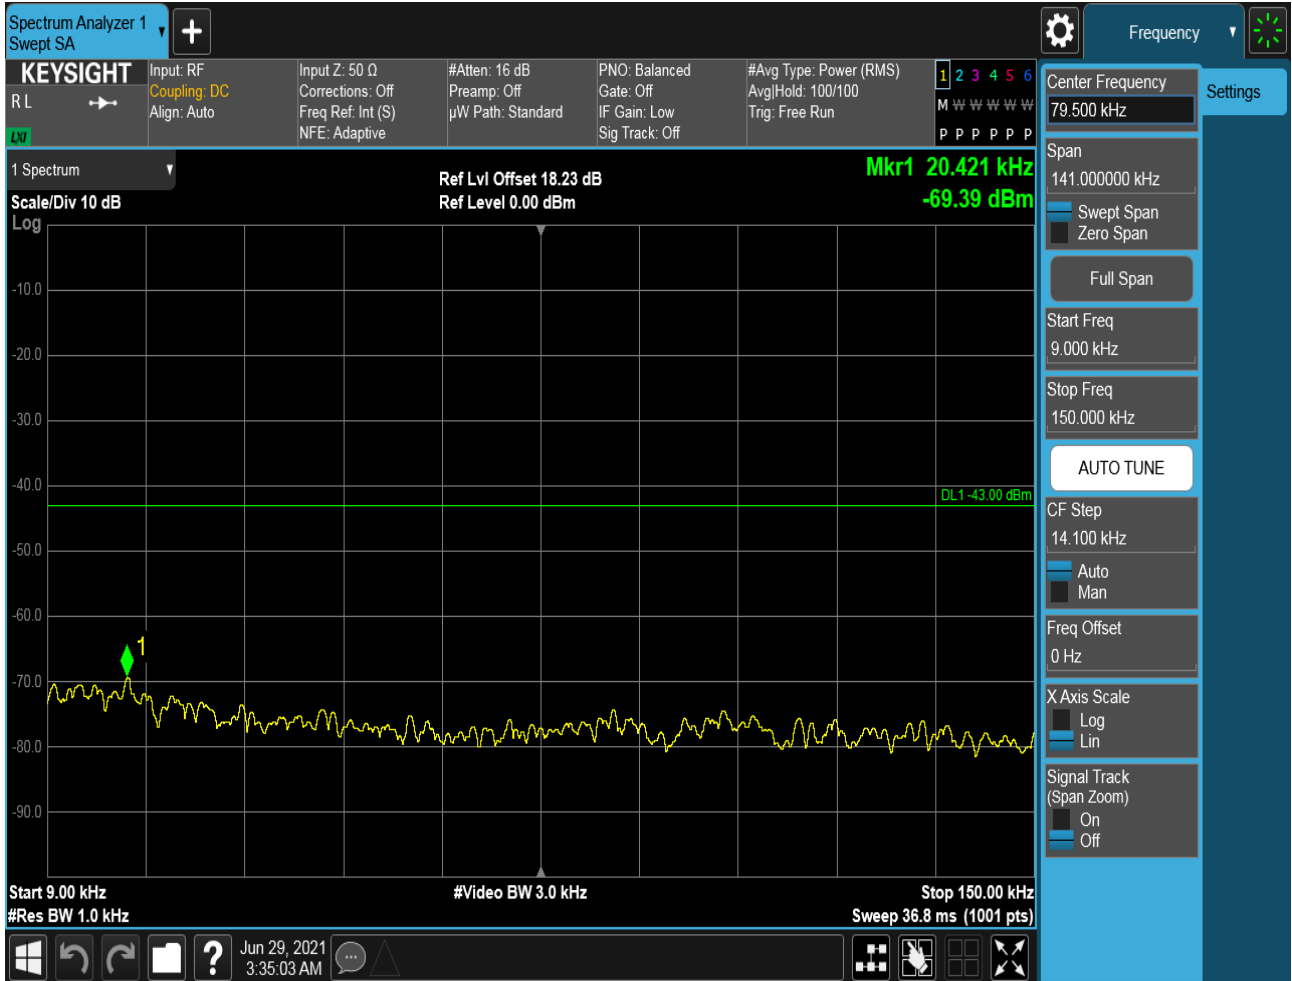 Spectrum Analyzer 1
Swept SA
+
Frequency
KEYSIGHT
R L
LXI
Input: RF
Coupling: DC
Align: Auto
Input Z: 50 Ω
Corrections: Off
Freq Ref: Int (S)
NFE: Adaptive
#Atten: 16 dB
Preamp: Off
µW Path: Standard
PNO: Balanced
Gate: Off
IF Gain: Low
Sig Track: Off
#Avg Type: Power (RMS)
Avg|Hold: 100/100
Trig: Free Run
1 2 3 4 5 6
M W W W W W
P P P P P P
1 Spectrum
Scale/Div 10 dB
Log
Ref Lvl Offset 18.23 dB
Ref Level 0.00 dBm
Mkr1 20.421 kHz
-69.39 dBm
-10.0
-20.0
-30.0
-40.0
DL1 -43.00 dBm
-50.0
-60.0
1
-70.0
-80.0
-90.0
Start 9.00 kHz
#Video BW 3.0 kHz
Stop 150.00 kHz
#Res BW 1.0 kHz
Sweep 36.8 ms (1001 pts)
?
Jun 29, 2021
3:35:03 AM
Center Frequency
79.500 kHz
Settings
Span
141.000000 kHz
Swept Span
Zero Span
Full Span
Start Freq
9.000 kHz
Stop Freq
150.000 kHz
AUTO TUNE
CF Step
14.100 kHz
Auto
Man
Freq Offset
0 Hz
X Axis Scale
Log
Lin
Signal Track
(Span Zoom)
On
Off